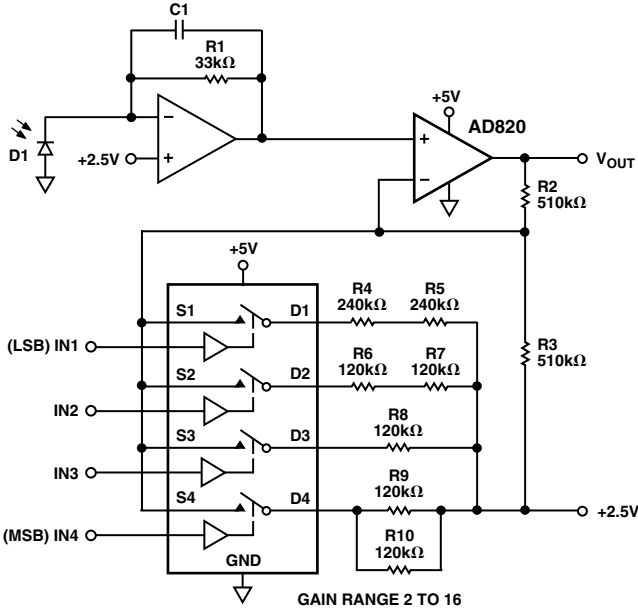 C1
R1
33kΩ
+5V
AD820
−
+
+
−
D1
+2.5V
VOUT
R2
510kΩ
+5V
S1
D1
R4
240kΩ
R5
240kΩ
(LSB) IN1
R3
510kΩ
S2
D2
R6
120kΩ
R7
120kΩ
IN2
S3
D3
R8
120kΩ
IN3
S4
D4
R9
120kΩ
+2.5V
(MSB) IN4
R10
120kΩ
GND
GAIN RANGE 2 TO 16